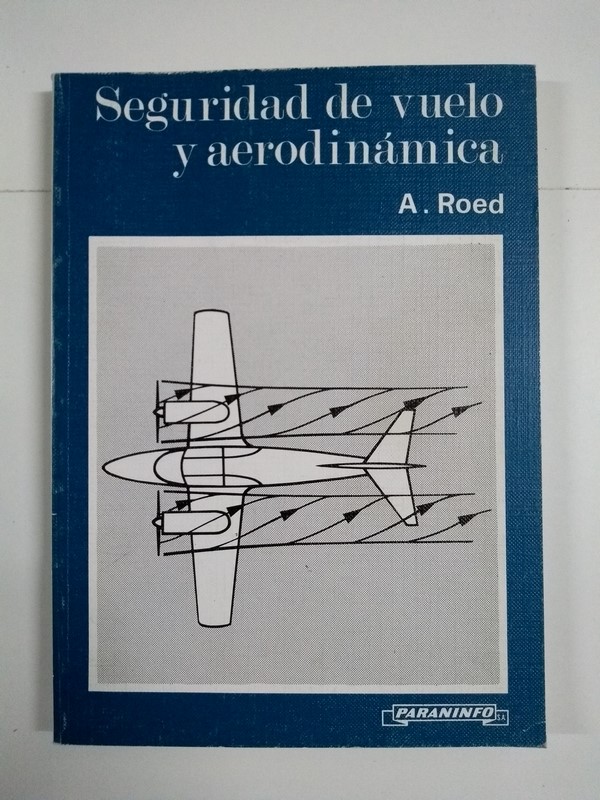 Seguridad de vuelo
y aerodinámica
A. Roed
PARANINFO S.A.